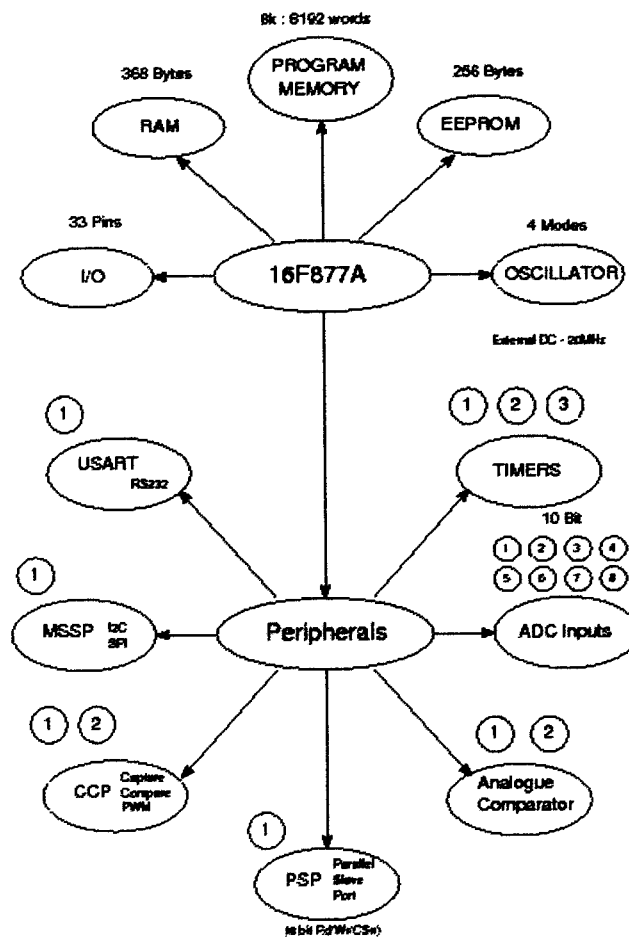 8k : 8192 words
PROGRAM
MEMORY
368 Bytes
RAM
256 Bytes
EEPROM
33 Pins
I/O
16F877A
4 Modes
OSCILLATOR
External DC - 20MHz
1
USART
RS232
1 2 3
TIMERS
10 Bit
1 2 3 4
5 6 7 8
ADC Inputs
1
MSSP
I2C
SPI
Peripherals
1 2
CCP
Capture
Compare
PWM
1 2
Analogue
Comparator
1
PSP
Parallel
Slave
Port